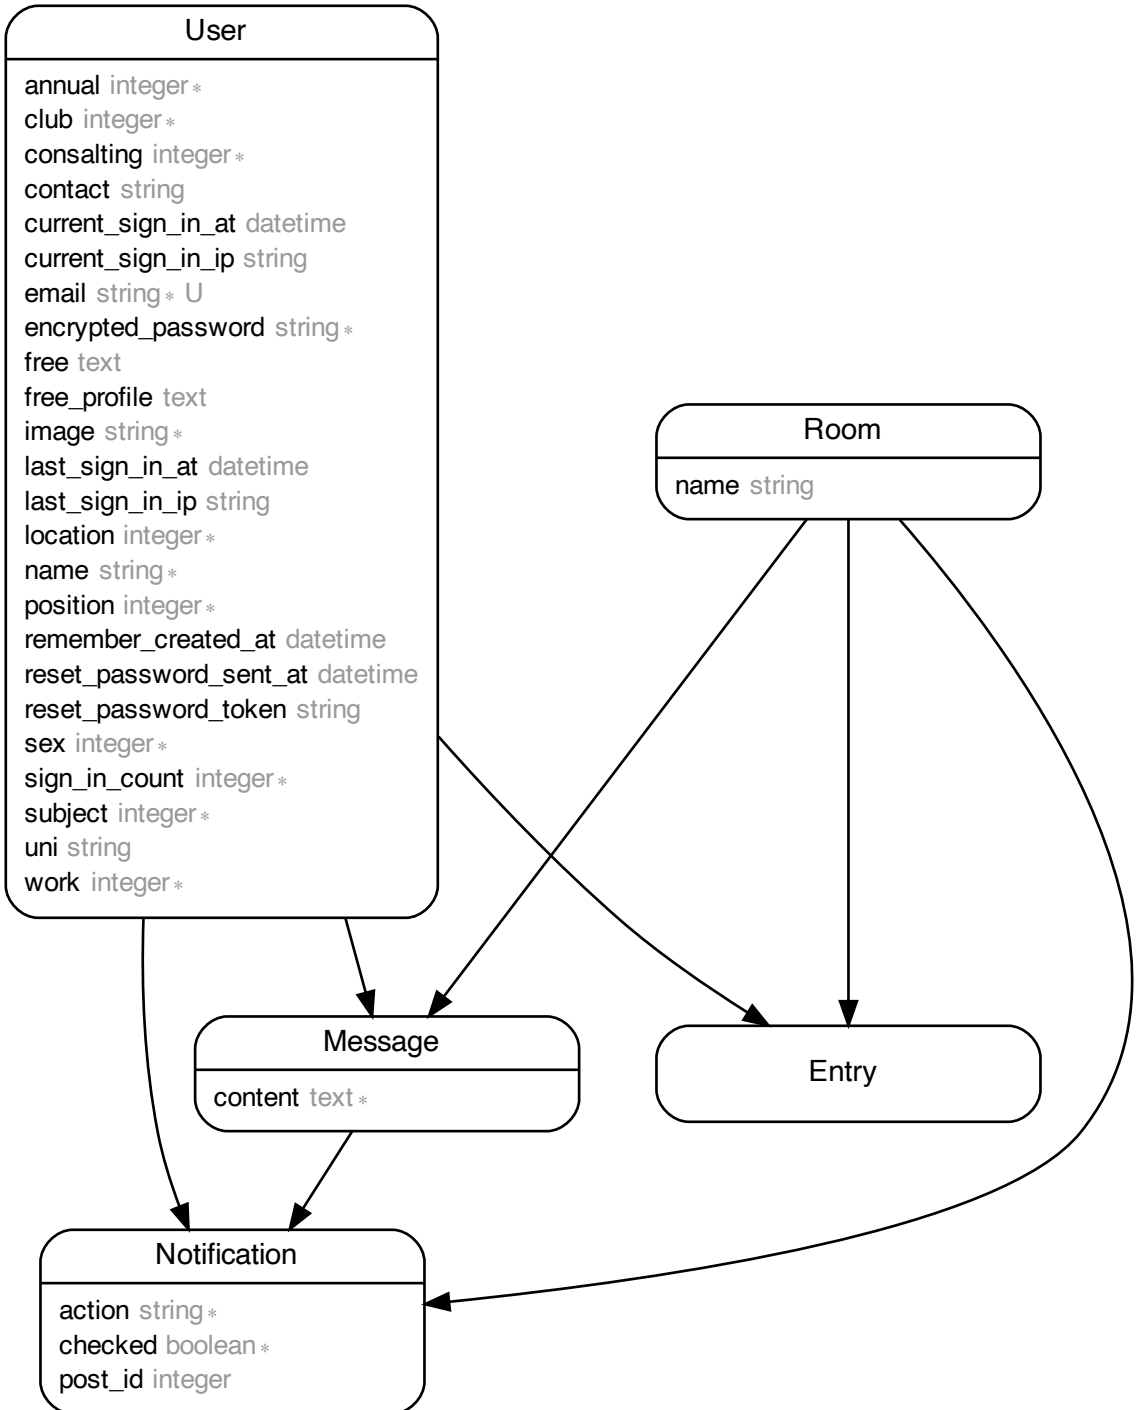 User
annual integer *
club integer *
consalting integer *
contact string
current_sign_in_at datetime
current_sign_in_ip string
email string * U
encrypted_password string *
free text
free_profile text
image string *
last_sign_in_at datetime
last_sign_in_ip string
location integer *
name string *
position integer *
remember_created_at datetime
reset_password_sent_at datetime
reset_password_token string
sex integer *
sign_in_count integer *
subject integer *
uni string
work integer *
Room
name string
Message
content text *
Entry
Notification
action string *
checked boolean *
post_id integer